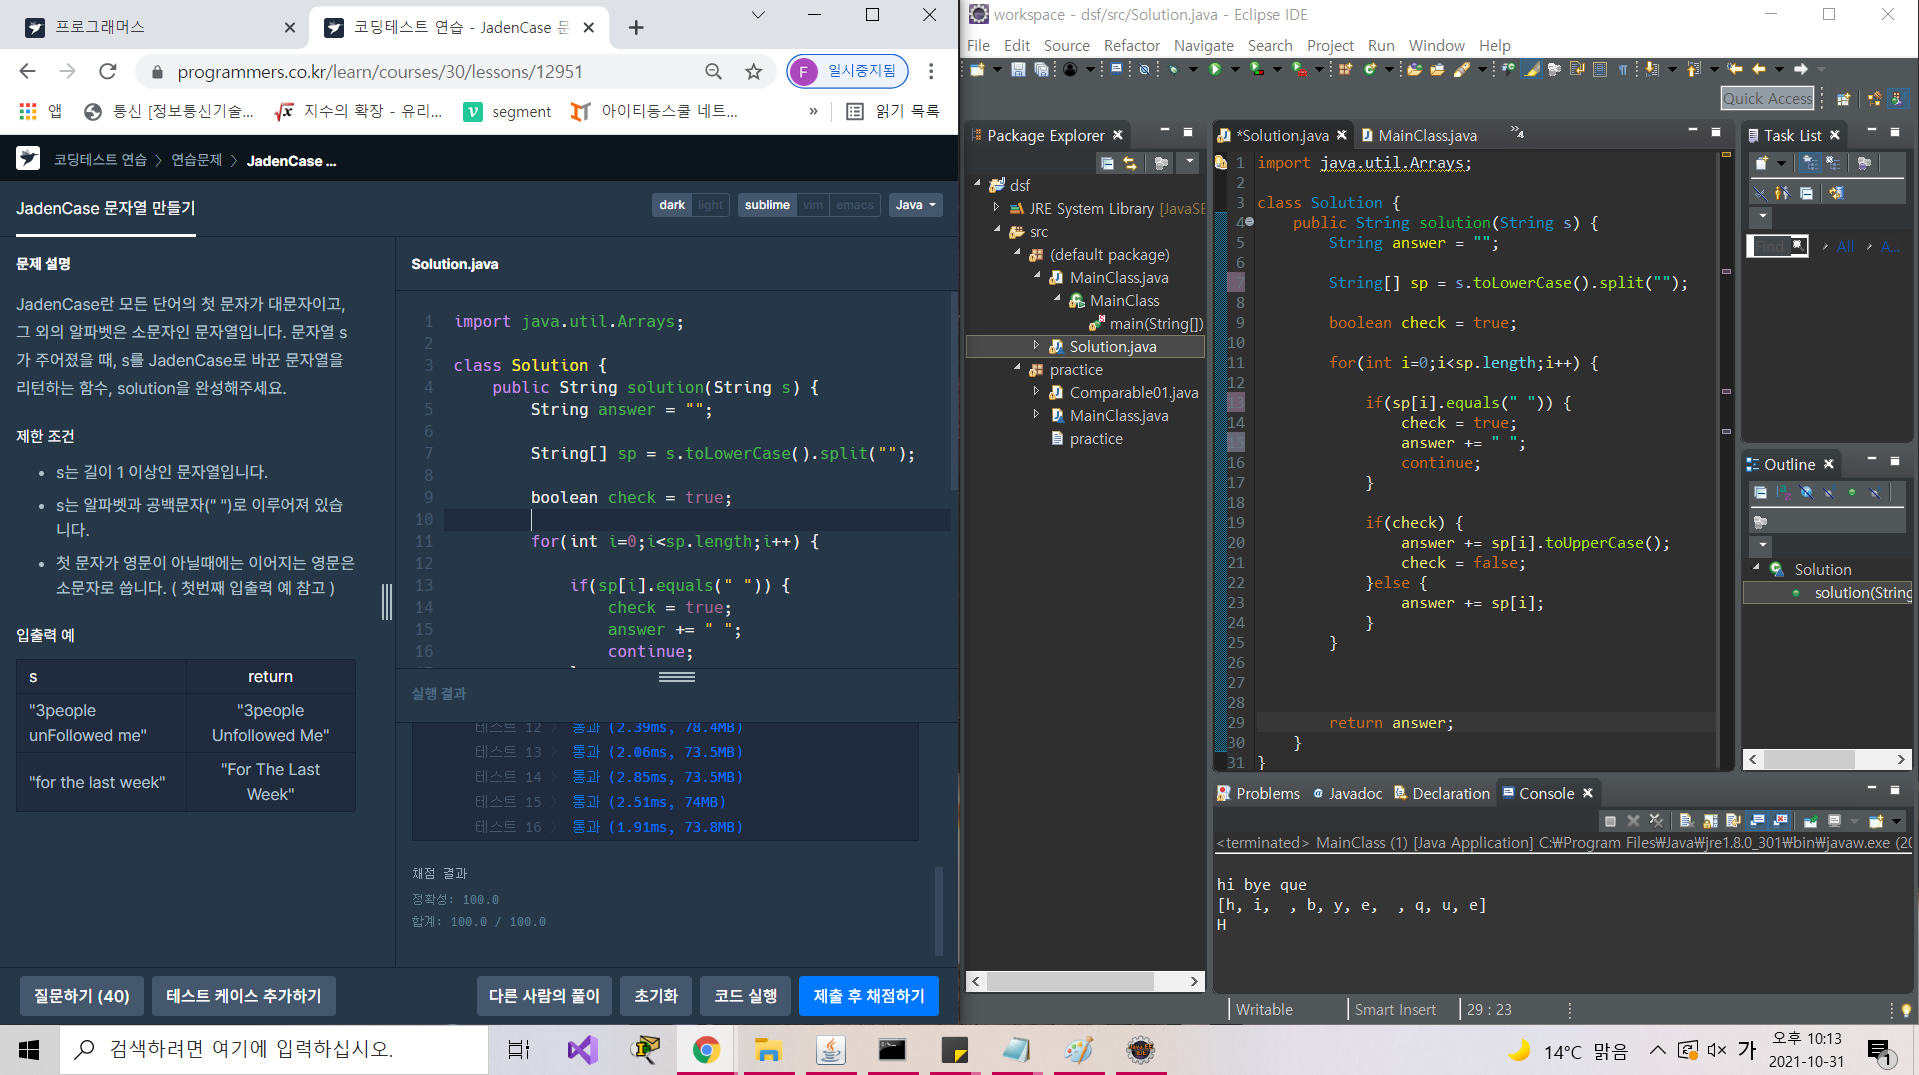 프로그래머스
코딩테스트 연습 - JadenCase 문
programmers.co.kr/learn/courses/30/lessons/12951
F 일시중지됨
앱
통신 [정보통신기술...
지수의 확장 - 유리...
segment
아이티동스쿨 네트...
»
읽기 목록
코딩테스트 연습 > 연습문제 > JadenCase ...
JadenCase 문자열 만들기
dark light
sublime vim emacs
Java
문제 설명
JadenCase란 모든 단어의 첫 문자가 대문자이고,
그 외의 알파벳은 소문자인 문자열입니다. 문자열 s
가 주어졌을 때, s를 JadenCase로 바꾼 문자열을
리턴하는 함수, solution을 완성해주세요.
제한 조건
• s는 길이 1 이상인 문자열입니다.
• s는 알파벳과 공백문자(" ")로 이루어져 있습
니다.
• 첫 문자가 영문이 아닐때에는 이어지는 영문은
소문자로 씁니다. ( 첫번째 입출력 예 참고 )
입출력 예
s return
"3people
unFollowed me"
"3people
Unfollowed Me"
"for the last week"
"For The Last
Week"
Solution.java
1 import java.util.Arrays;
2
3 class Solution {
4 public String solution(String s) {
5 String answer = "";
6
7 String[] sp = s.toLowerCase().split("");
8
9 boolean check = true;
10
11 for(int i=0;i<sp.length;i++) {
12
13 if(sp[i].equals(" ")) {
14 check = true;
15 answer += " ";
16 continue;
실행 결과
테스트 12 > 통과 (2.39ms, 78.4MB)
테스트 13 > 통과 (2.06ms, 73.5MB)
테스트 14 > 통과 (2.85ms, 73.5MB)
테스트 15 > 통과 (2.51ms, 74MB)
테스트 16 > 통과 (1.91ms, 73.8MB)
채점 결과
정확성: 100.0
합계: 100.0 / 100.0
질문하기 (40)
테스트 케이스 추가하기
다른 사람의 풀이
초기화
코드 실행
제출 후 채점하기
workspace - dsf/src/Solution.java - Eclipse IDE
File Edit Source Refactor Navigate Search Project Run Window Help
Quick Access
Package Explorer
dsf
JRE System Library [JavaSE
src
(default package)
MainClass.java
MainClass
main(String[])
Solution.java
practice
Comparable01.java
MainClass.java
practice
*Solution.java
MainClass.java
»4
1 import java.util.Arrays;
2
3 class Solution {
4 public String solution(String s) {
5 String answer = "";
6
7 String[] sp = s.toLowerCase().split("");
8
9 boolean check = true;
10
11 for(int i=0;i<sp.length;i++) {
12
13 if(sp[i].equals(" ")) {
14 check = true;
15 answer += " ";
16 continue;
17 }
18
19 if(check) {
20 answer += sp[i].toUpperCase();
21 check = false;
22 }else {
23 answer += sp[i];
24 }
25 }
26
27
28
29 return answer;
30 }
31 }
Task List
Find
All
A...
Outline
Solution
solution(String
Problems
@ Javadoc
Declaration
Console
<terminated> MainClass (1) [Java Application] C:₩Program Files₩Java₩jre1.8.0_301₩bin₩javaw.exe (20
hi bye que
[h, i,  , b, y, e,  , q, u, e]
H
Writable
Smart Insert
29 : 23
검색하려면 여기에 입력하십시오.
14°C 맑음
가
오후 10:13
2021-10-31
1